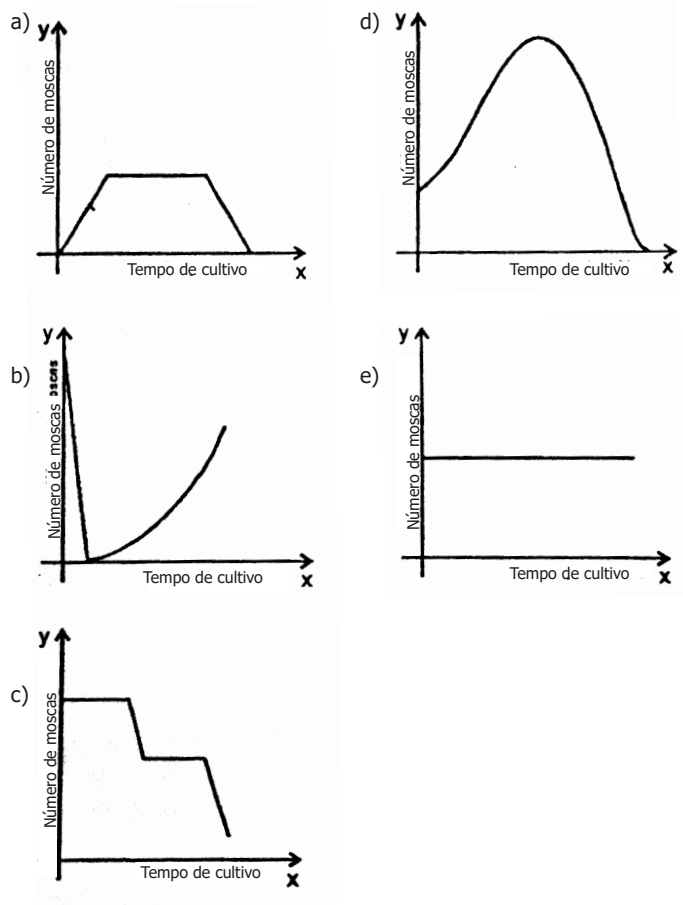 a)
y
Número de moscas
Tempo de cultivo
x
b)
y
Número de moscas
Tempo de cultivo
x
c)
y
Número de moscas
Tempo de cultivo
x
d)
y
Número de moscas
Tempo de cultivo
x
e)
y
Número de moscas
Tempo de cultivo
x